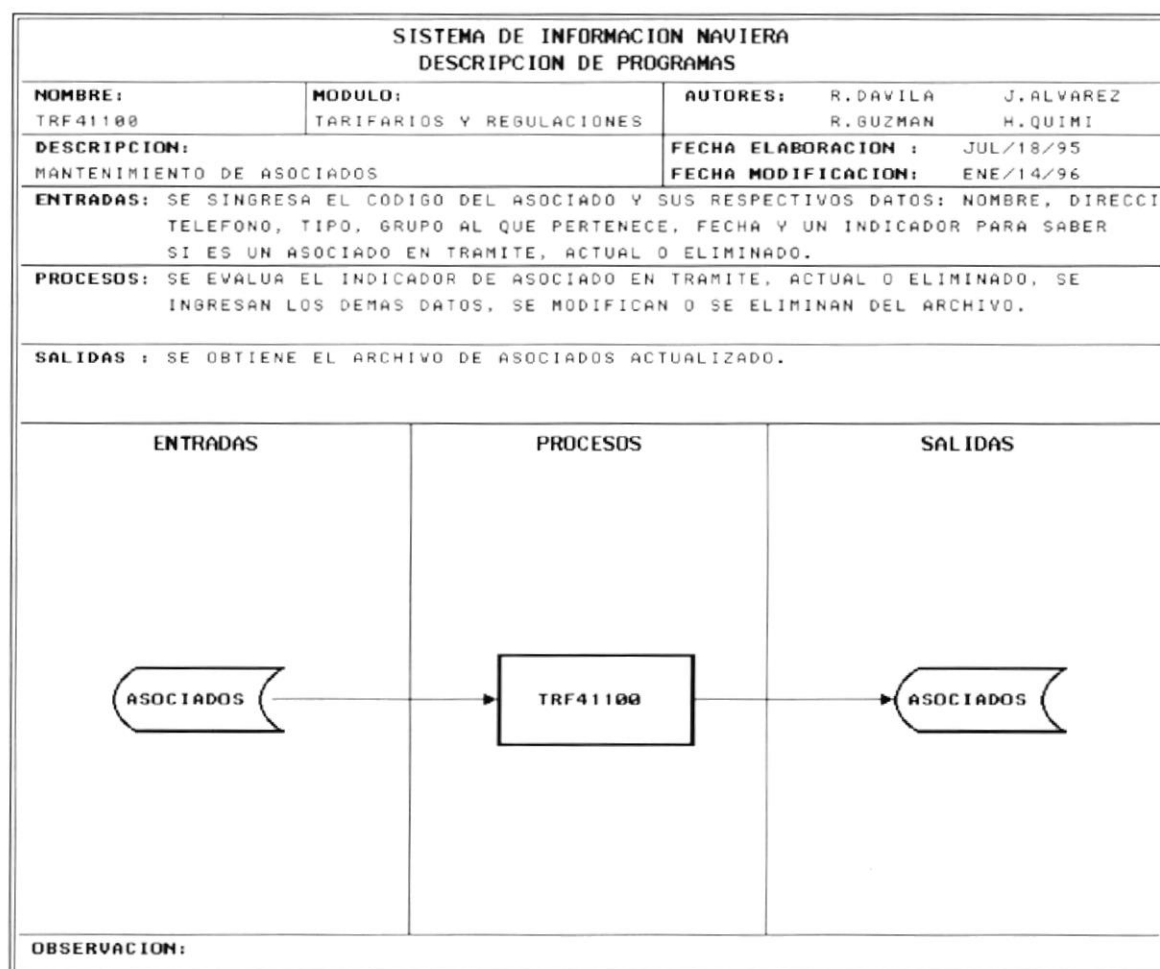 SISTEMA DE INFORMACION NAVIERA
DESCRIPCION DE PROGRAMAS
NOMBRE:
TRF41100
MODULO:
TARIFARIOS Y REGULACIONES
AUTORES: R.DAVILA J.ALVAREZ
R.GUZMAN H.QUIMI
DESCRIPCION:
MANTENIMIENTO DE ASOCIADOS
FECHA ELABORACION : JUL/18/95
FECHA MODIFICACION: ENE/14/96
ENTRADAS: SE SINGRESA EL CODIGO DEL ASOCIADO Y SUS RESPECTIVOS DATOS: NOMBRE, DIRECCI
TELEFONO, TIPO, GRUPO AL QUE PERTENECE, FECHA Y UN INDICADOR PARA SABER
SI ES UN ASOCIADO EN TRAMITE, ACTUAL O ELIMINADO.
PROCESOS: SE EVALUA EL INDICADOR DE ASOCIADO EN TRAMITE, ACTUAL O ELIMINADO, SE
INGRESAN LOS DEMAS DATOS, SE MODIFICAN O SE ELIMINAN DEL ARCHIVO.
SALIDAS : SE OBTIENE EL ARCHIVO DE ASOCIADOS ACTUALIZADO.
ENTRADAS PROCESOS SALIDAS
ASOCIADOS TRF41100 ASOCIADOS
OBSERVACION: